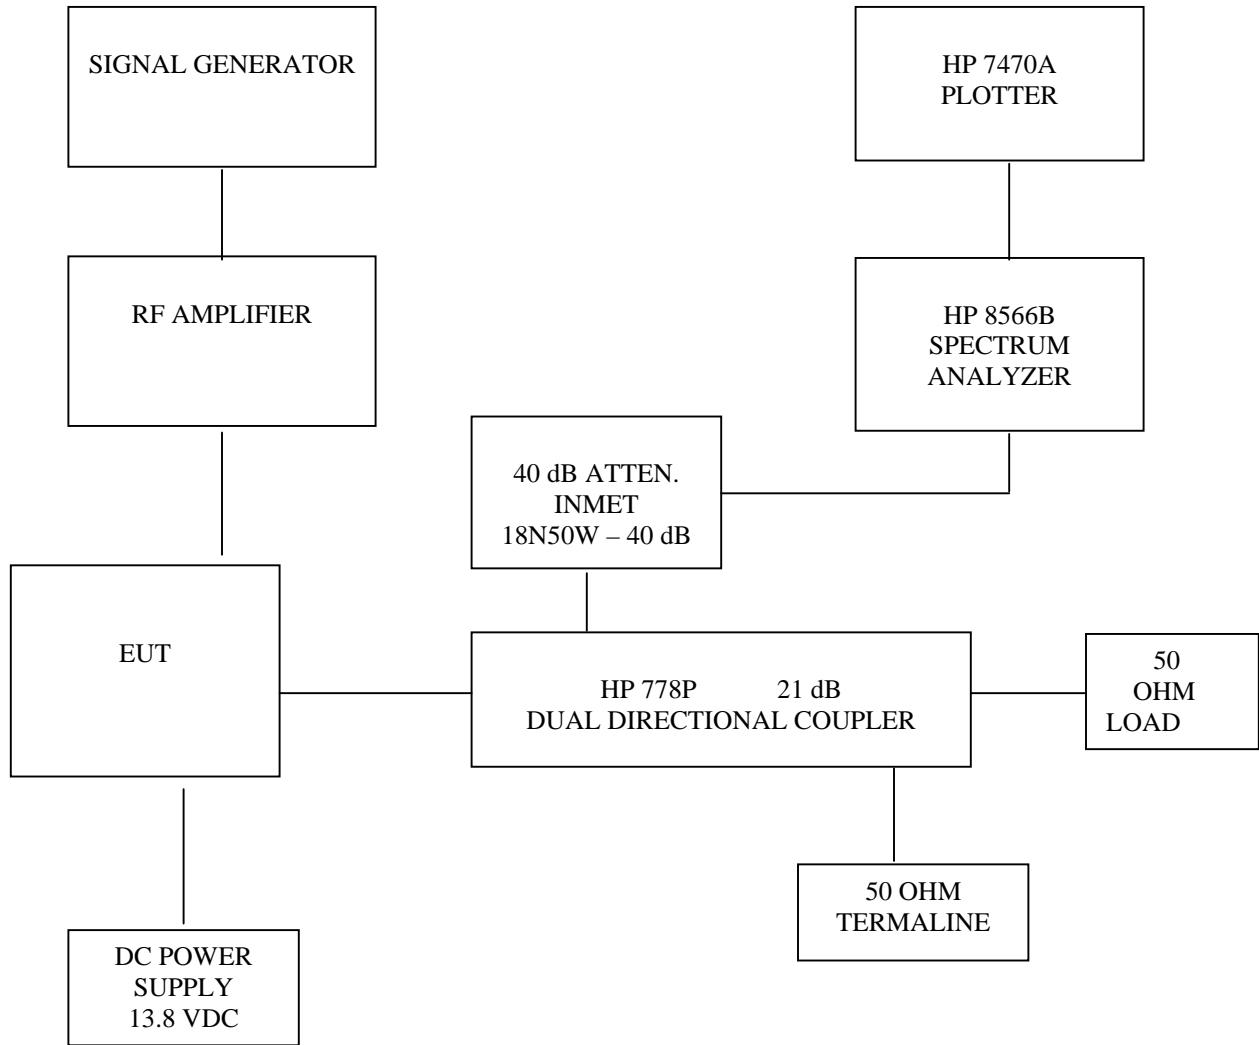 SIGNAL GENERATOR
HP 7470A
PLOTTER
RF AMPLIFIER
HP 8566B
SPECTRUM
ANALYZER
40 dB ATTEN.
INMET
18N50W – 40 dB
EUT
HP 778P 21 dB
DUAL DIRECTIONAL COUPLER
50
OHM
LOAD
50 OHM
TERMALINE
DC POWER
SUPPLY
13.8 VDC